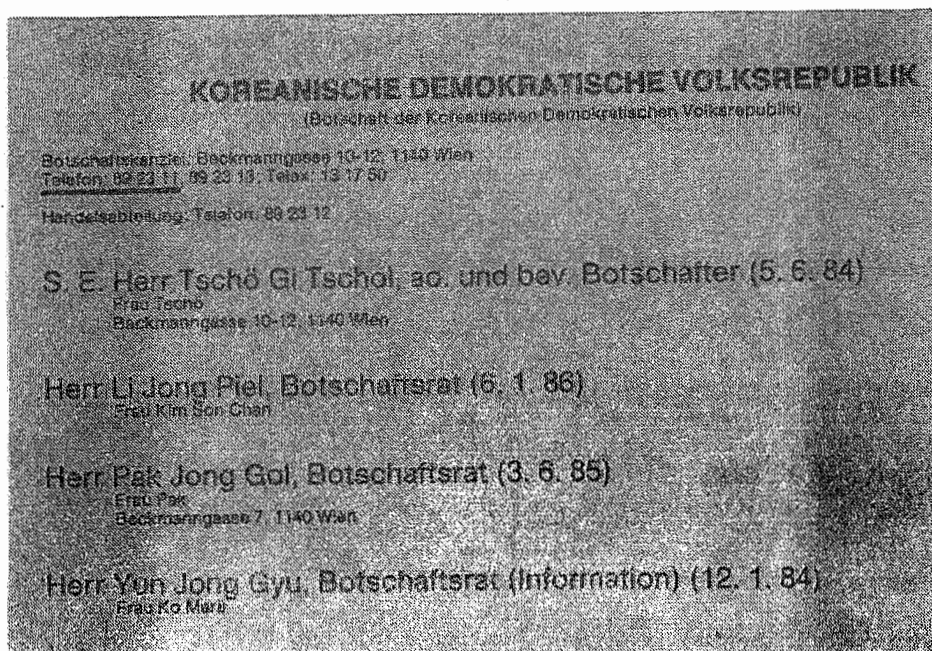 KOREANISCHE DEMOKRATISCHE VOLKSREPUBLIK
(Botschaft der Koreanischen Demokratischen Volksrepublik)
Botschaftskanzlei: Beckmanngasse 10-12, 1140 Wien
Telefon: 89 23 11, 89 23 13; Telex: 13 17 50
Handelsabteilung: Telefon: 89 23 12
S. E. Herr Tschö Gi Tschol, ao. und bev. Botschafter (5. 6. 84)
Frau Tschö
Beckmanngasse 10-12, 1140 Wien
Herr Li Jong Piel, Botschaftsrat (6. 1. 86)
Frau Kim Son Chan
Herr Pak Jong Gol, Botschaftsrat (3. 6. 85)
Frau Pak
Beckmanngasse 7, 1140 Wien
Herr Yun Jong Gyu, Botschaftsrat (Information) (12. 1. 84)
Frau Ko